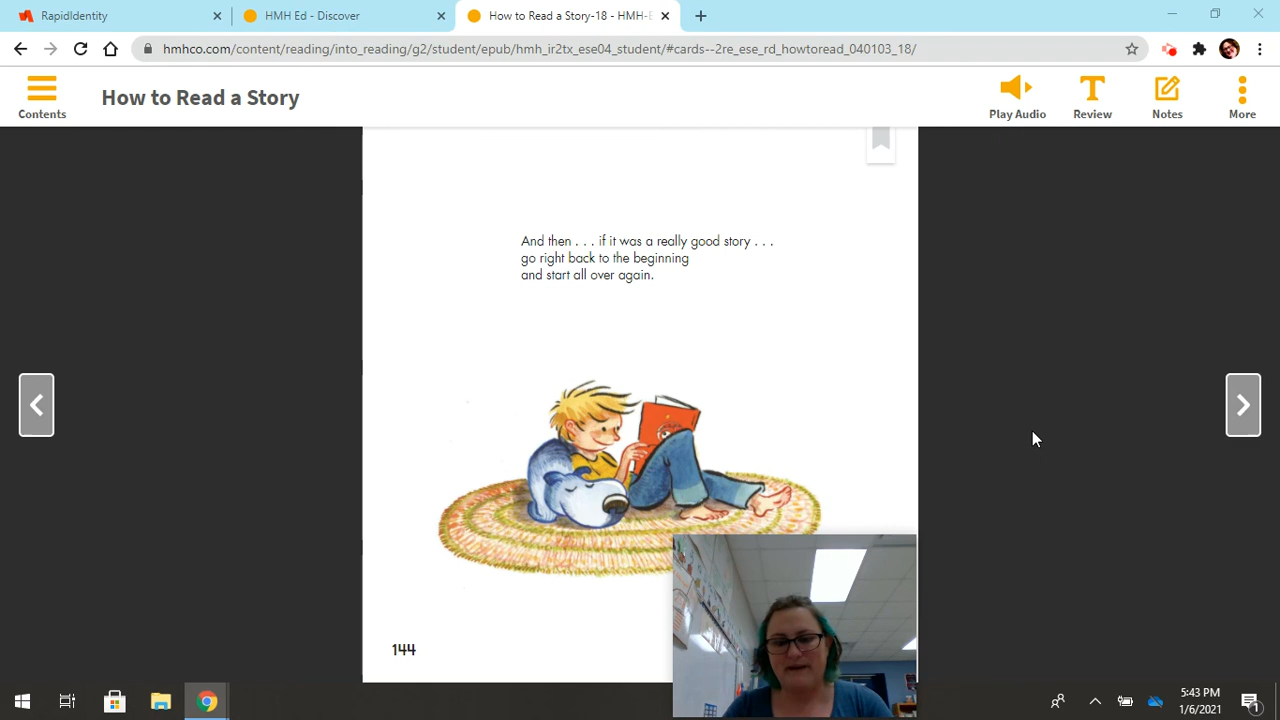 RapidIdentity
HMH Ed - Discover
How to Read a Story-18 - HMH-E
hmhco.com/content/reading/into_reading/g2/student/epub/hmh_ir2tx_ese04_student/#cards--2re_ese_rd_howtoread_040103_18/
Contents
How to Read a Story
Play Audio
Review
Notes
More
And then . . . if it was a really good story . . .
go right back to the beginning
and start all over again.
144
5:43 PM
1/6/2021
1